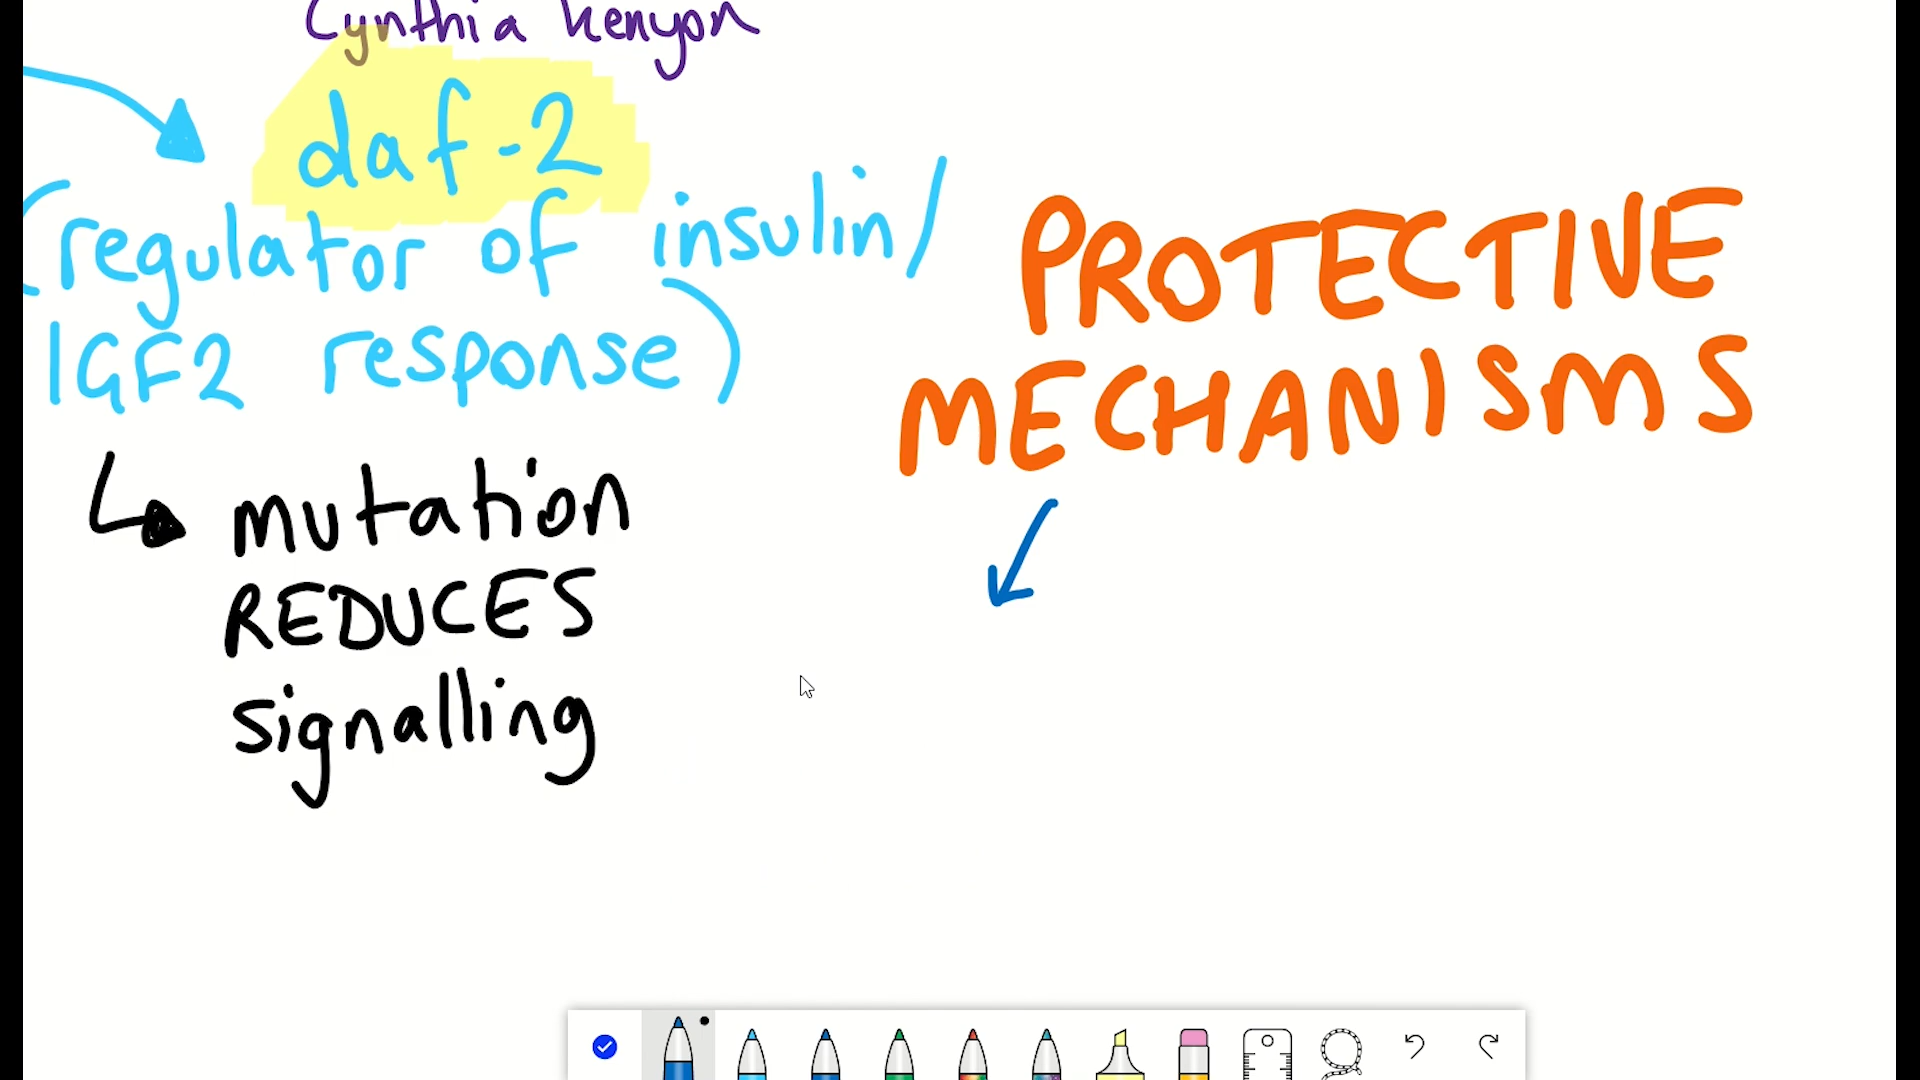 Cynthia Kenyon
daf-2
(regulator of insulin/
IGF2 response)
mutation
REDUCES
signalling
PROTECTIVE
MECHANISMS